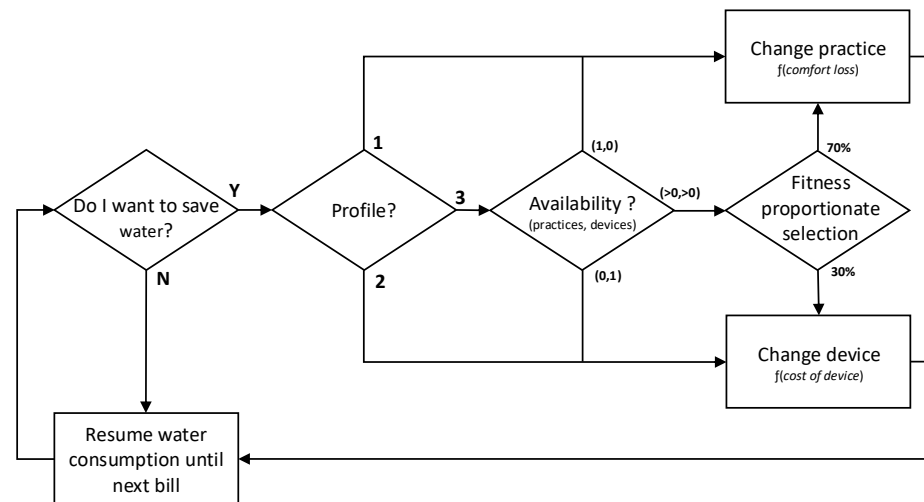 Change practice
ƒ(comfort loss)
1
(1,0)
70%
Y
Do I want to save
water?
Profile?
3
Availability ?
(practices, devices)
(>0,>0)
Fitness
proportionate
selection
N
2
(0,1)
30%
Change device
ƒ(cost of device)
Resume water
consumption until
next bill